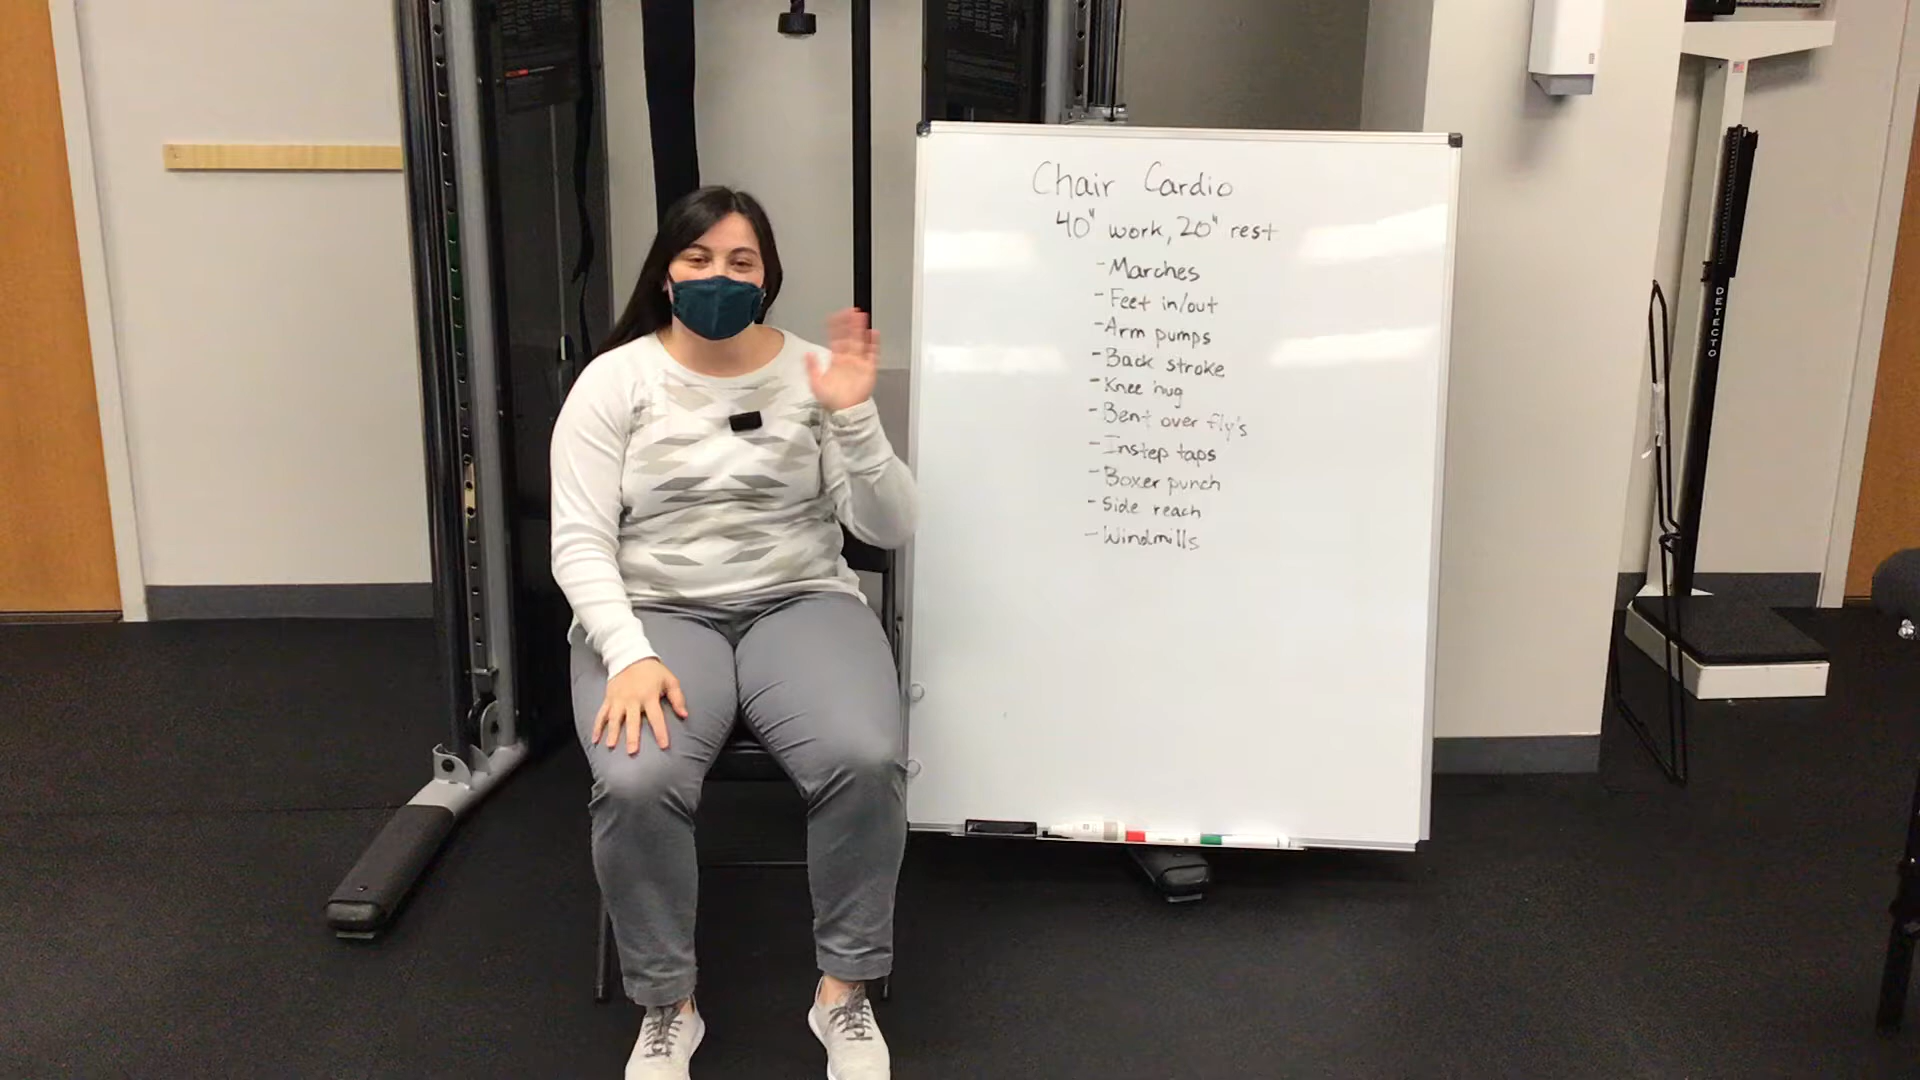 Chair Cardio
40" work, 20" rest
- Marches
- Feet in/out
- Arm pumps
- Back stroke
- Knee hug
- Bent over fly's
- Instep taps
- Boxer punch
- Side reach
- Windmills
DETECTO